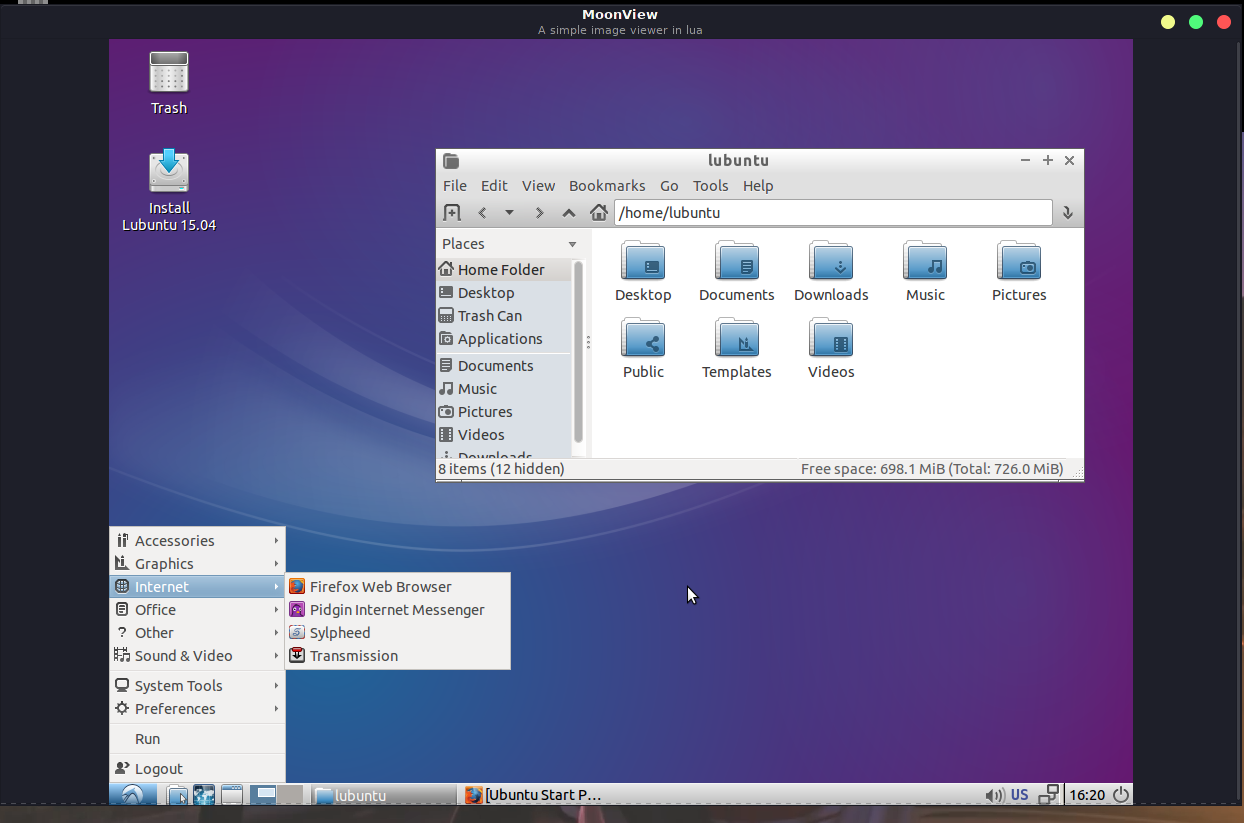 MoonView
A simple image viewer in lua
Trash
Install
Lubuntu 15.04
lubuntu
File Edit View Bookmarks Go Tools Help
/home/lubuntu
Places
Home Folder
Desktop
Trash Can
Applications
Documents
Music
Pictures
Videos
Downloads
Desktop Documents Downloads Music Pictures
Public Templates Videos
8 items (12 hidden) Free space: 698.1 MiB (Total: 726.0 MiB)
Accessories
Graphics
Internet
Office
Other
Sound & Video
System Tools
Preferences
Run
Logout
Firefox Web Browser
Pidgin Internet Messenger
Sylpheed
Transmission
lubuntu [Ubuntu Start P... US 16:20